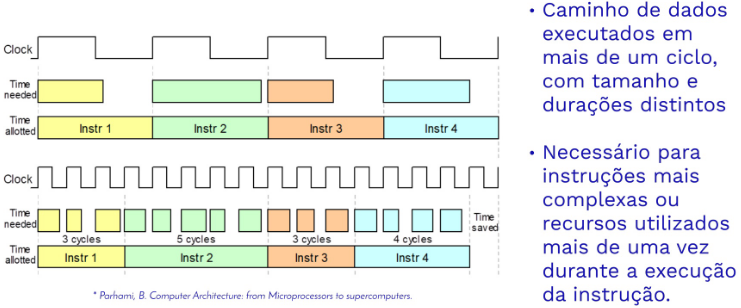 Clock
Time needed
Time allotted
Instr 1 Instr 2 Instr 3 Instr 4
Clock
Time needed
3 cycles 5 cycles 3 cycles 4 cycles
Time saved
Time allotted
Instr 1 Instr 2 Instr 3 Instr 4
* Parhami, B. Computer Architecture: from Microprocessors to supercomputers.
• Caminho de dados
executados em
mais de um ciclo,
com tamanho e
durações distintos
• Necessário para
instruções mais
complexas ou
recursos utilizados
mais de uma vez
durante a execução
da instrução.